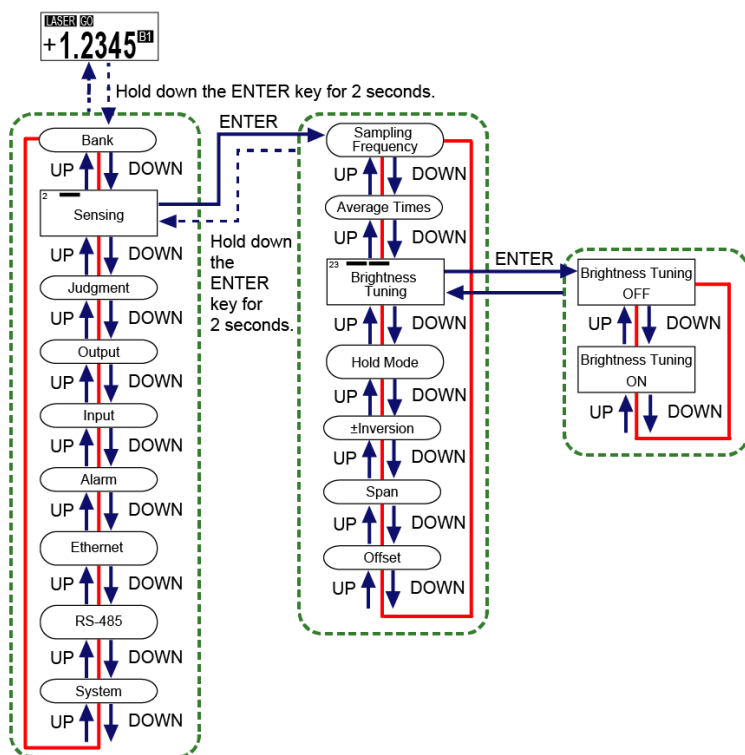 LASER GO
+1.2345 B1
Hold down the ENTER key for 2 seconds.
Bank
UP DOWN
2
Sensing
UP DOWN
Judgment
UP DOWN
Output
UP DOWN
Input
UP DOWN
Alarm
UP DOWN
Ethernet
UP DOWN
RS-485
UP DOWN
System
UP DOWN
ENTER
Hold down
the
ENTER
key for
2 seconds.
Sampling
Frequency
UP DOWN
Average Times
UP DOWN
23
Brightness
Tuning
UP DOWN
Hold Mode
UP DOWN
±Inversion
UP DOWN
Span
UP DOWN
Offset
UP DOWN
ENTER
Brightness Tuning
OFF
UP DOWN
Brightness Tuning
ON
UP DOWN